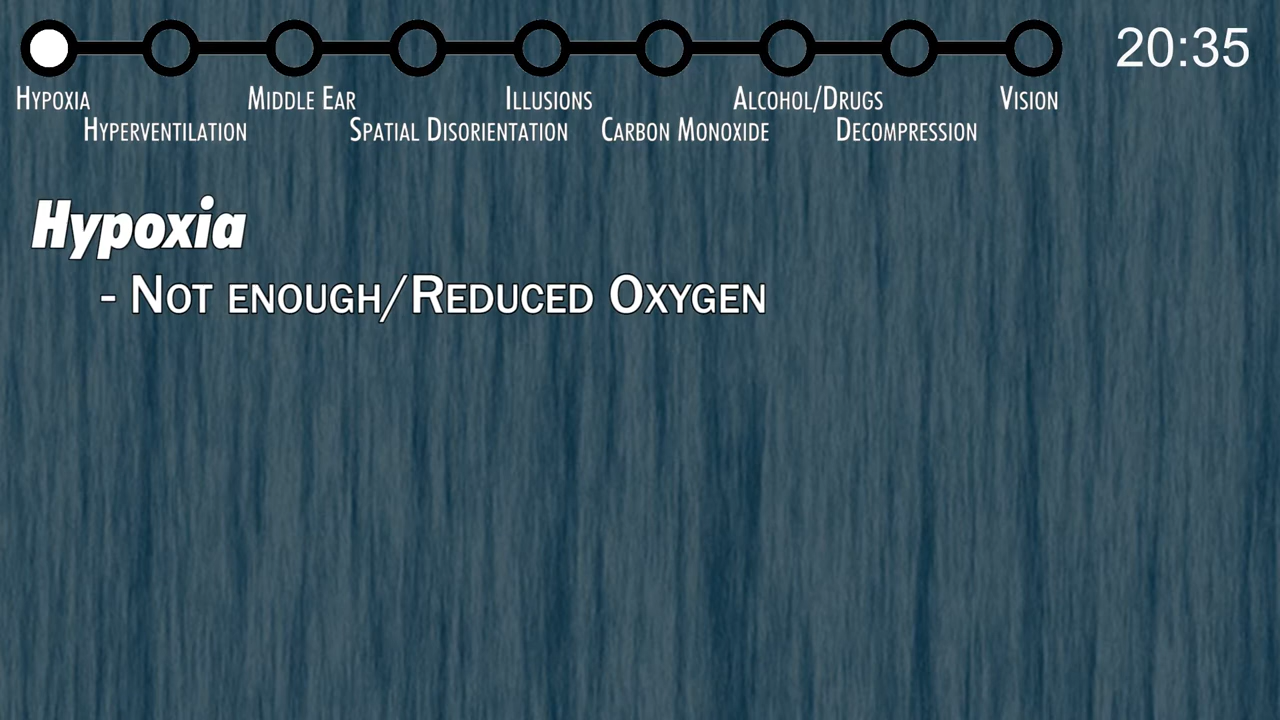 20:35
Hypoxia Middle Ear Illusions Alcohol/Drugs Vision
Hyperventilation Spatial Disorientation Carbon Monoxide Decompression
Hypoxia
- Not enough/Reduced Oxygen